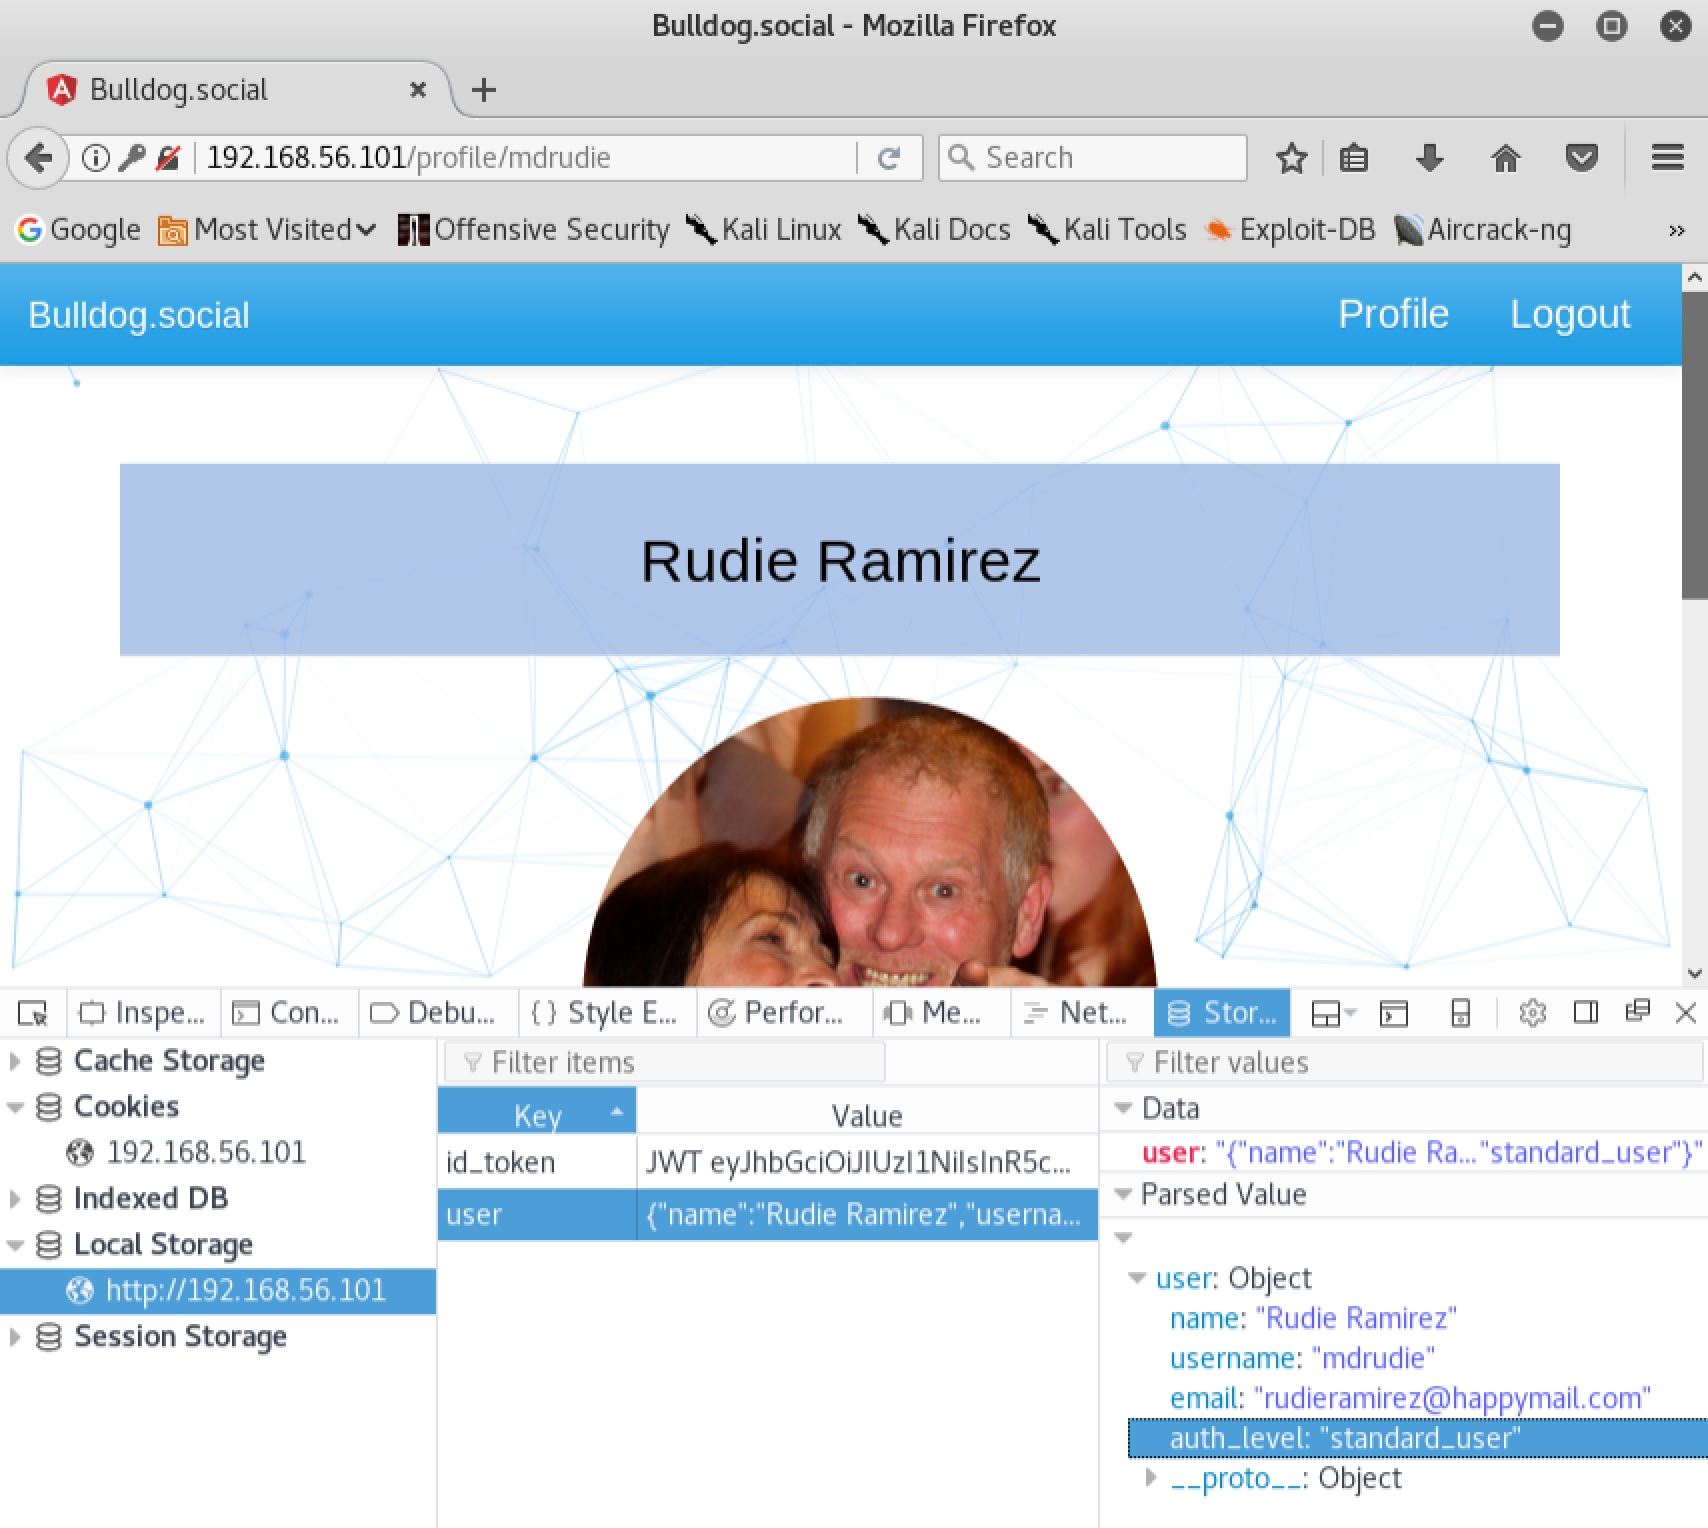 Bulldog.social - Mozilla Firefox
Bulldog.social
192.168.56.101/profile/mdrudie
Search
Google Most Visited Offensive Security Kali Linux Kali Docs Kali Tools Exploit-DB Aircrack-ng »
Bulldog.social Profile Logout
Rudie Ramirez
Inspe... Con... Debu... Style E... Perfor... Me... Net... Stor...
Cache Storage
Cookies
192.168.56.101
Indexed DB
Local Storage
http://192.168.56.101
Session Storage
Filter items
Key Value
id_token JWT eyJhbGciOiJIUzI1NiIsInR5c...
user {"name":"Rudie Ramirez","userna...
Filter values
Data
user: "{"name":"Rudie Ra..."standard_user"}"
Parsed Value
user: Object
name: "Rudie Ramirez"
username: "mdrudie"
email: "rudieramirez@happymail.com"
auth_level: "standard_user"
__proto__: Object